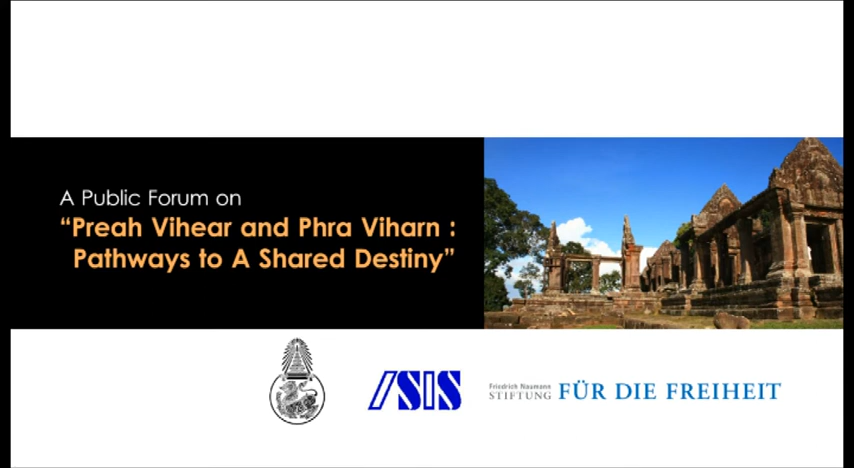 A Public Forum on
“Preah Vihear and Phra Viharn :
Pathways to A Shared Destiny”
ISIS
Friedrich Naumann
STIFTUNG FÜR DIE FREIHEIT